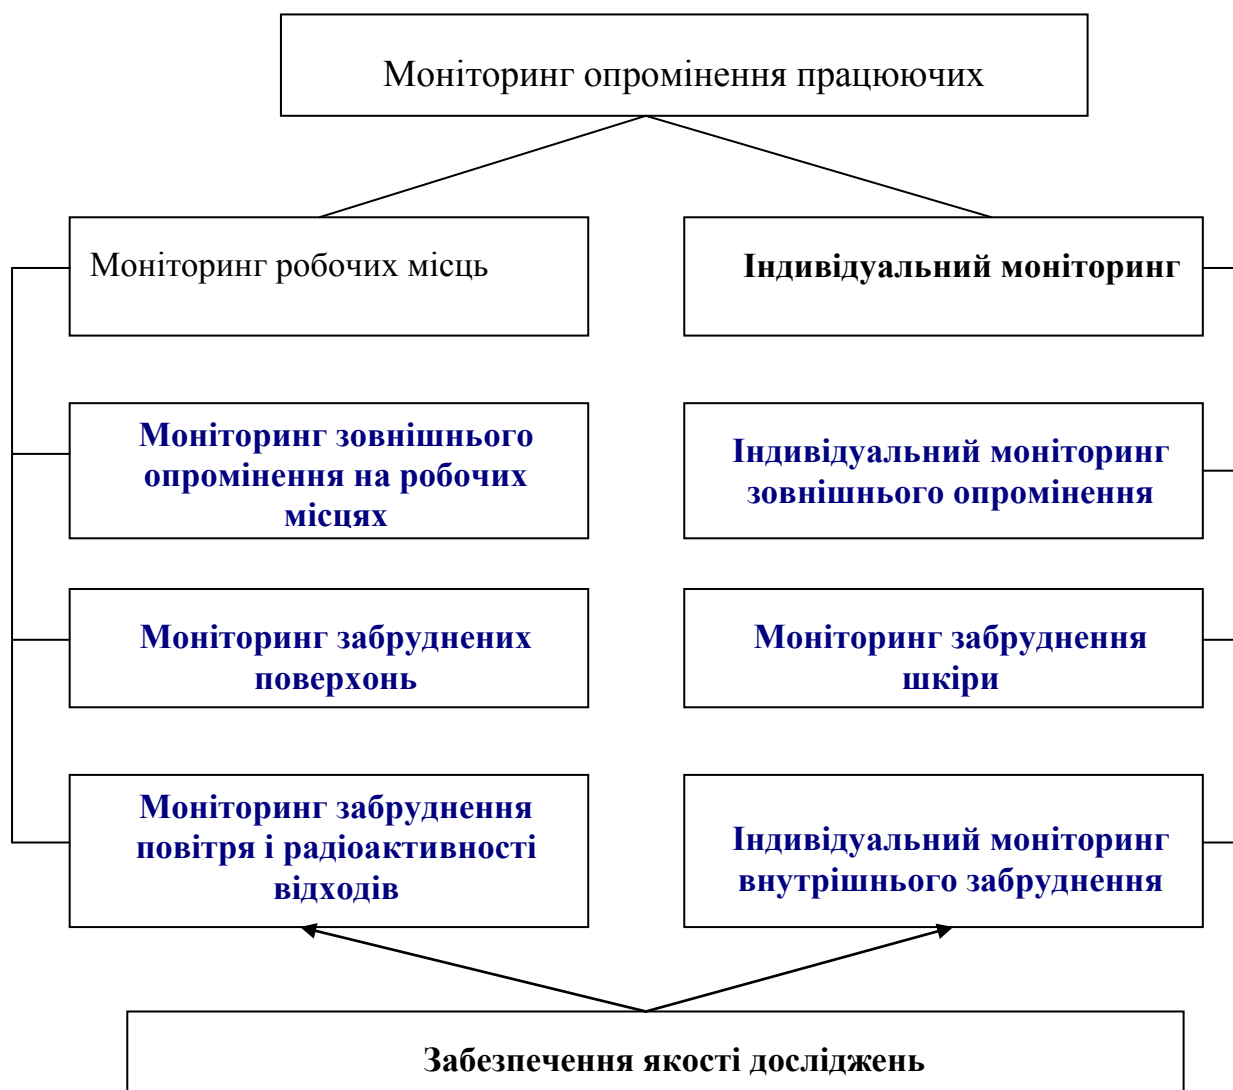 Моніторинг опромінення працюючих
Моніторинг робочих місць
Індивідуальний моніторинг
Моніторинг зовнішнього
опромінення на робочих
місцях
Індивідуальний моніторинг
зовнішнього опромінення
Моніторинг забруднених
поверхонь
Моніторинг забруднення
шкіри
Моніторинг забруднення
повітря і радіоактивності
відходів
Індивідуальний моніторинг
внутрішнього забруднення
Забезпечення якості досліджень